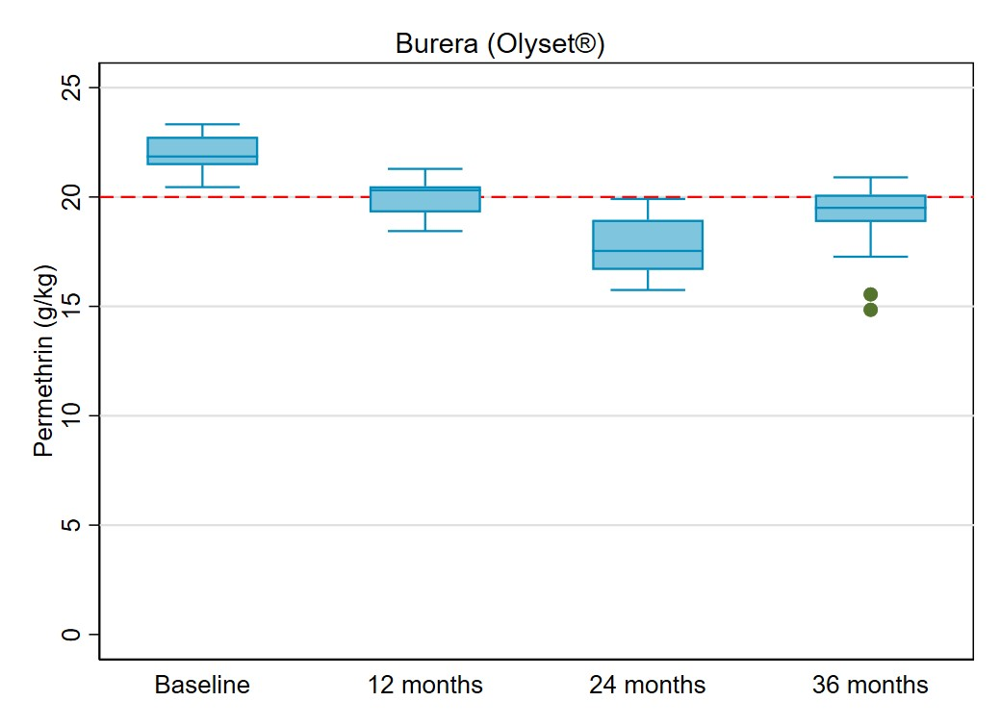 Burera (Olyset®)
Permethrin (g/kg)
25
20
15
10
5
0
Baseline
12 months
24 months
36 months